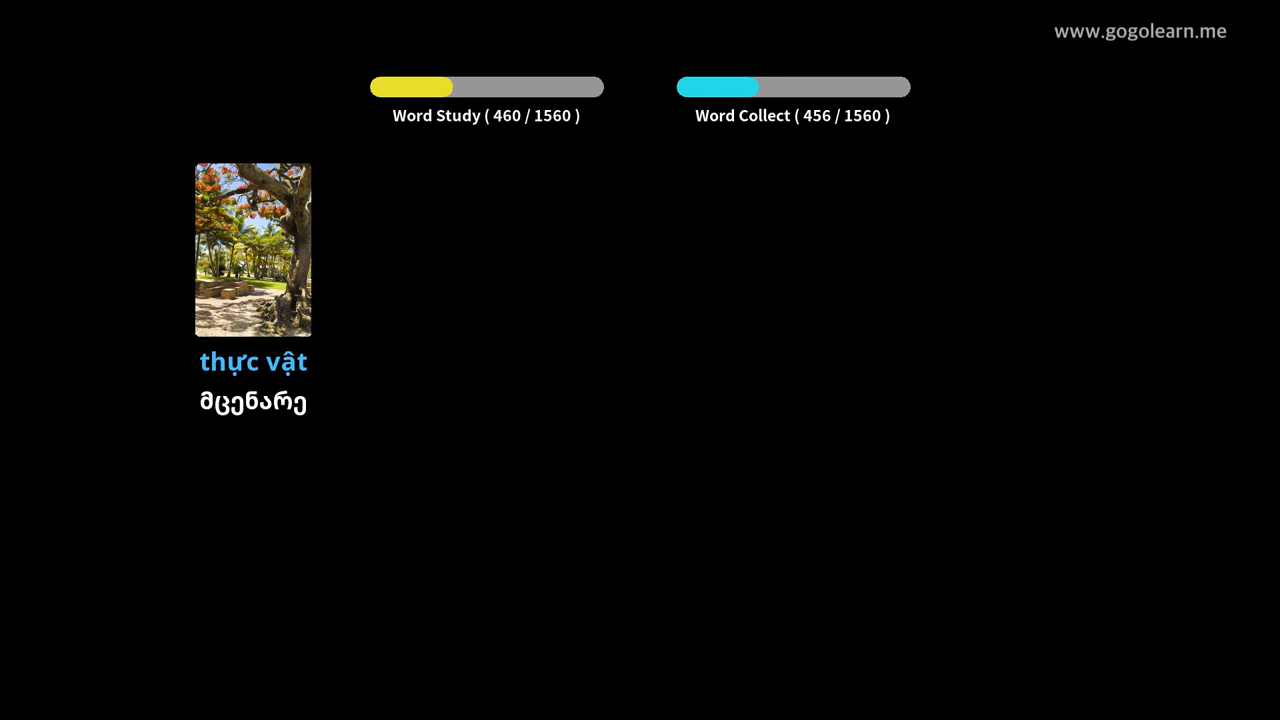 www.gogolearn.me
Word Study ( 460 / 1560 )
Word Collect ( 456 / 1560 )
thực vật
მცენარე